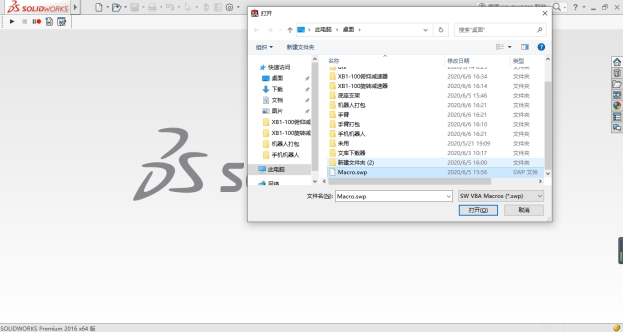 SOLIDWORKS
打开
此电脑 › 桌面
搜索"桌面"
组织 新建文件夹
名称 修改日期 类型
快速访问
桌面
下载
文档
图片
XB1-100俯仰减
XB1-100旋转减
机器人打包
手机机器人
此电脑
网络
XB1-100俯仰减速器 2020/6/6 16:34 文件夹
XB1-100旋转减速器 2020/6/6 16:14 文件夹
底座支架 2020/6/5 15:46 文件夹
机器人打包 2020/6/6 16:21 文件夹
手臂 2020/6/6 16:21 文件夹
手臂打包 2020/6/6 16:10 文件夹
手机机器人 2020/6/6 16:21 文件夹
未用 2020/5/21 19:09 文件夹
文库下载器 2020/6/3 10:17 文件夹
新建文件夹 (2) 2020/6/5 16:00 文件夹
Macro.swp 2020/6/5 15:56 SWP 文件
文件名(N): Macro.swp SW VBA Macros (*.swp)
打开(O) 取消
SOLIDWORKS Premium 2016 x64 版